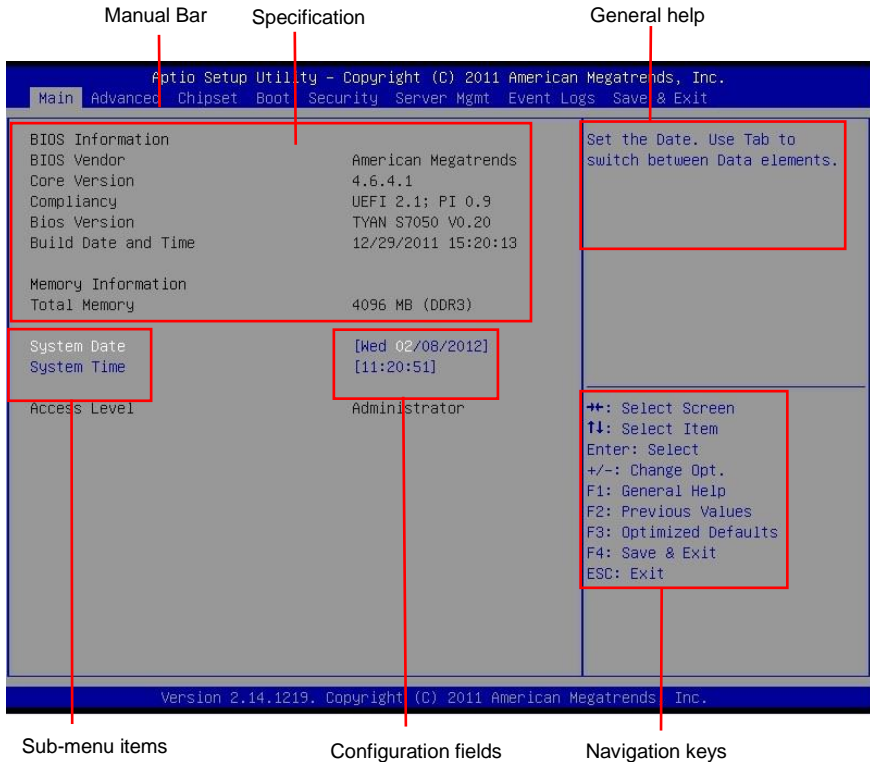 Manual Bar Specification General help
Aptio Setup Utility – Copyright (C) 2011 American Megatrends, Inc.
Main Advanced Chipset Boot Security Server Mgmt Event Logs Save & Exit
BIOS Information
BIOS Vendor American Megatrends
Core Version 4.6.4.1
Compliancy UEFI 2.1; PI 0.9
Bios Version TYAN S7050 V0.20
Build Date and Time 12/29/2011 15:20:13
Memory Information
Total Memory 4096 MB (DDR3)
System Date [Wed 02/08/2012]
System Time [11:20:51]
Access Level Administrator
Set the Date. Use Tab to
switch between Data elements.
→←: Select Screen
↑↓: Select Item
Enter: Select
+/-: Change Opt.
F1: General Help
F2: Previous Values
F3: Optimized Defaults
F4: Save & Exit
ESC: Exit
Version 2.14.1219. Copyright (C) 2011 American Megatrends, Inc.
Sub-menu items Configuration fields Navigation keys